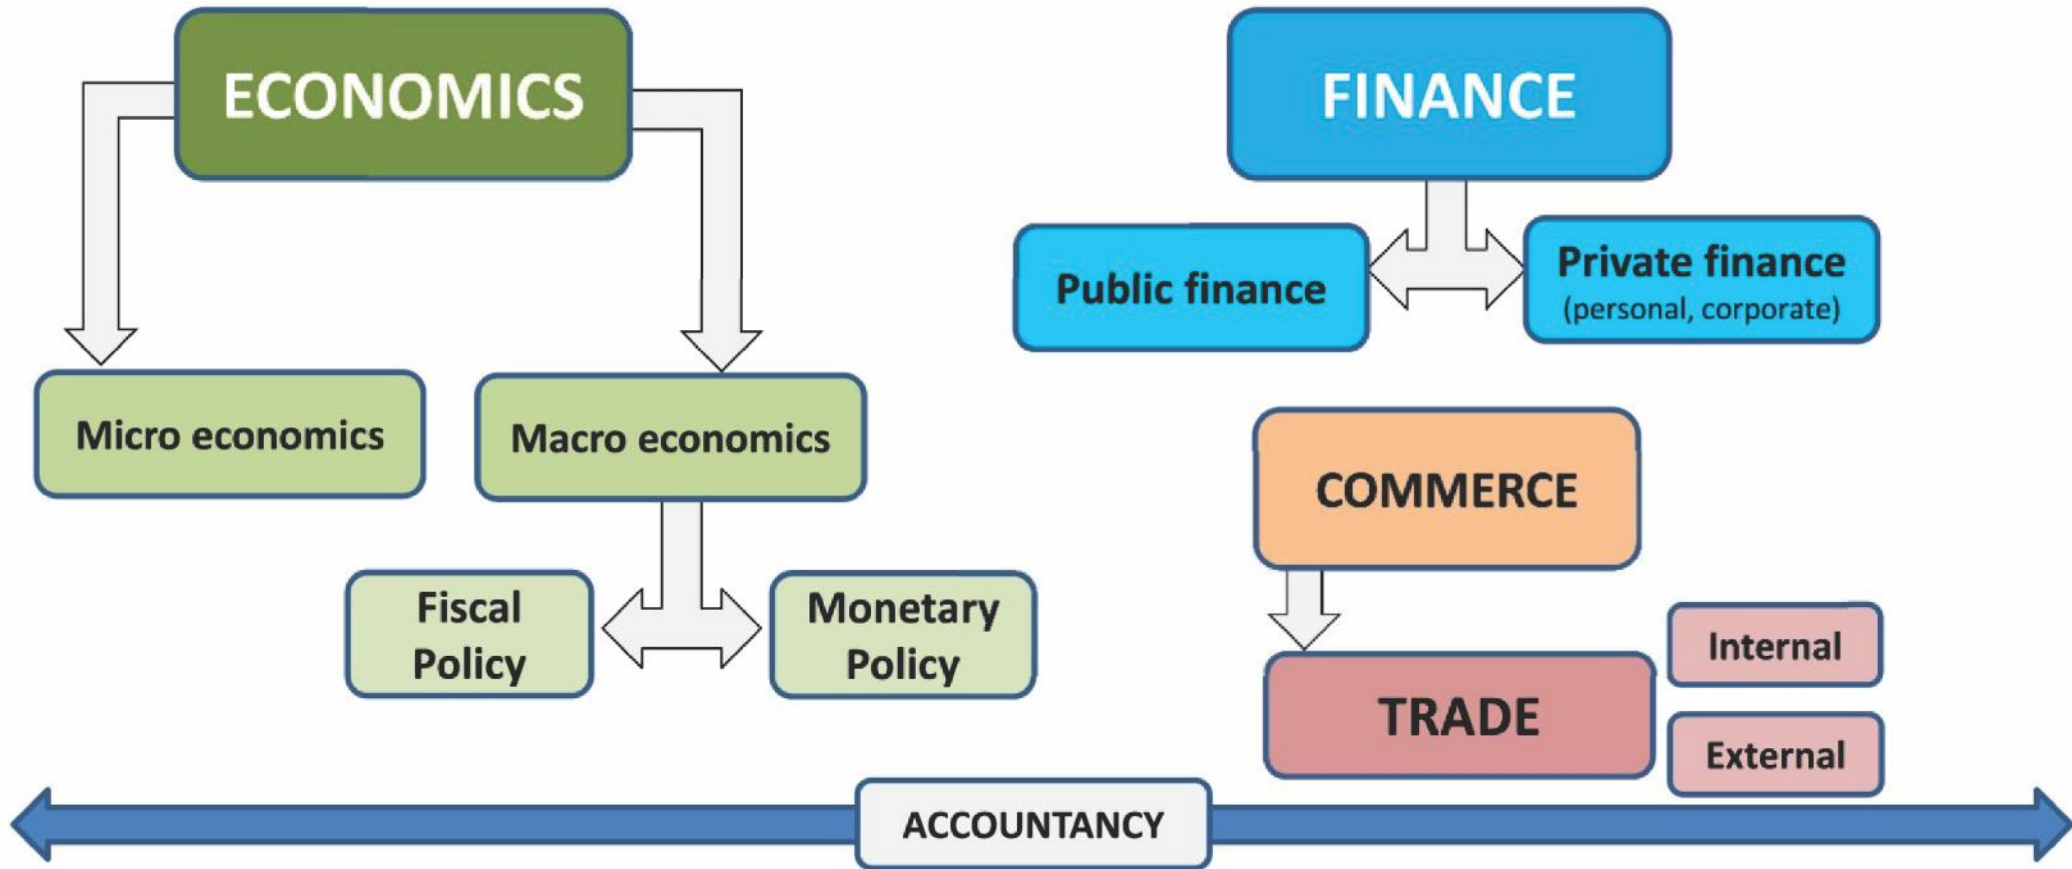 ECONOMICS
Micro economics
Macro economics
Fiscal
Policy
Monetary
Policy
FINANCE
Public finance
Private finance
(personal, corporate)
COMMERCE
TRADE
Internal
External
ACCOUNTANCY